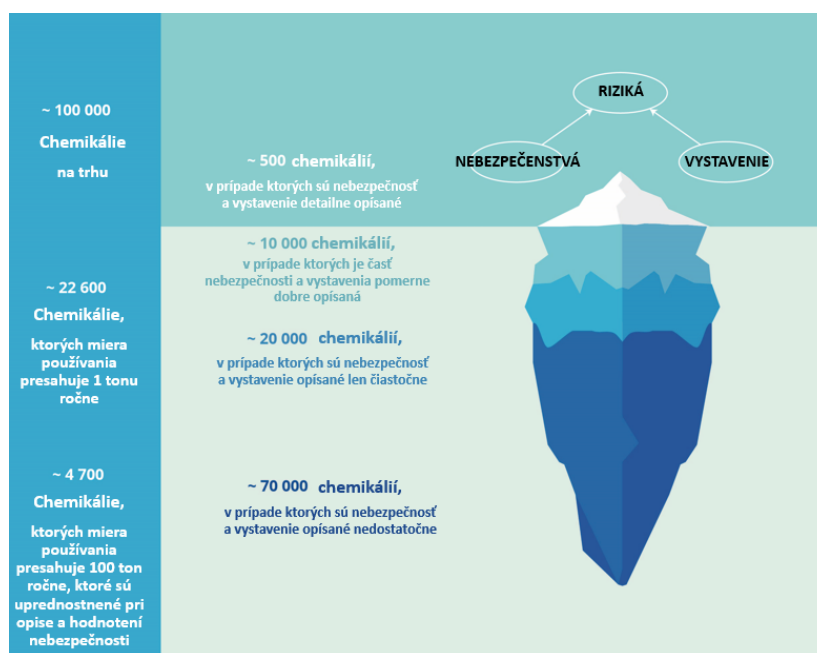 ~ 100 000
Chemikálie
na trhu
~ 22 600
Chemikálie,
ktorých miera
používania
presahuje 1 tonu
ročne
~ 4 700
Chemikálie,
ktorých miera
používania
presahuje 100 ton
ročne, ktoré sú
uprednostnené pri
opise a hodnotení
nebezpečnosti
~ 500 chemikálií,
v prípade ktorých sú nebezpečnosť
a vystavenie detailne opísané
~ 10 000 chemikálií,
v prípade ktorých je časť
nebezpečnosti a vystavenia pomerne
dobre opísaná
~ 20 000 chemikálií,
v prípade ktorých sú nebezpečnosť
a vystavenie opísané len čiastočne
~ 70 000 chemikálií,
v prípade ktorých sú nebezpečnosť
a vystavenie opísané nedostatočne
RIZIKÁ
NEBEZPEČENSTVÁ
VYSTAVENIE